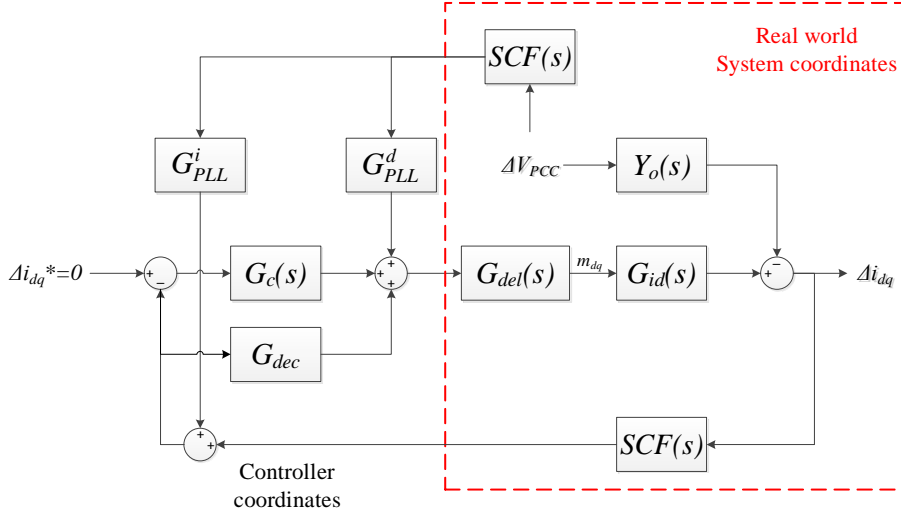 Real world
System coordinates
SCF(s)
G^i_PLL
G^d_PLL
ΔV_PCC
Y_o(s)
Δi_dq*=0
+
−
G_c(s)
+
+
+
G_del(s)
m_dq
G_id(s)
+
−
Δi_dq
G_dec
+
+
SCF(s)
Controller
coordinates